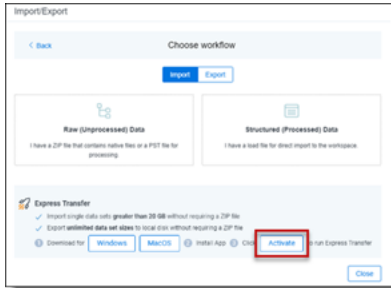 Import/Export
Back
Choose workflow
Import
Export
Raw (Unprocessed) Data
Structured (Processed) Data
I have a ZIP file that contains native files or a PST file for
processing.
I have a load file for direct import to the workspace.
Express Transfer
Import single data sets greater than 20 GB without requiring a ZIP file
Export unlimited data set sizes to local disk without requiring a ZIP file
Download for Windows MacOS Install App Click Activate to run Express Transfer
Close